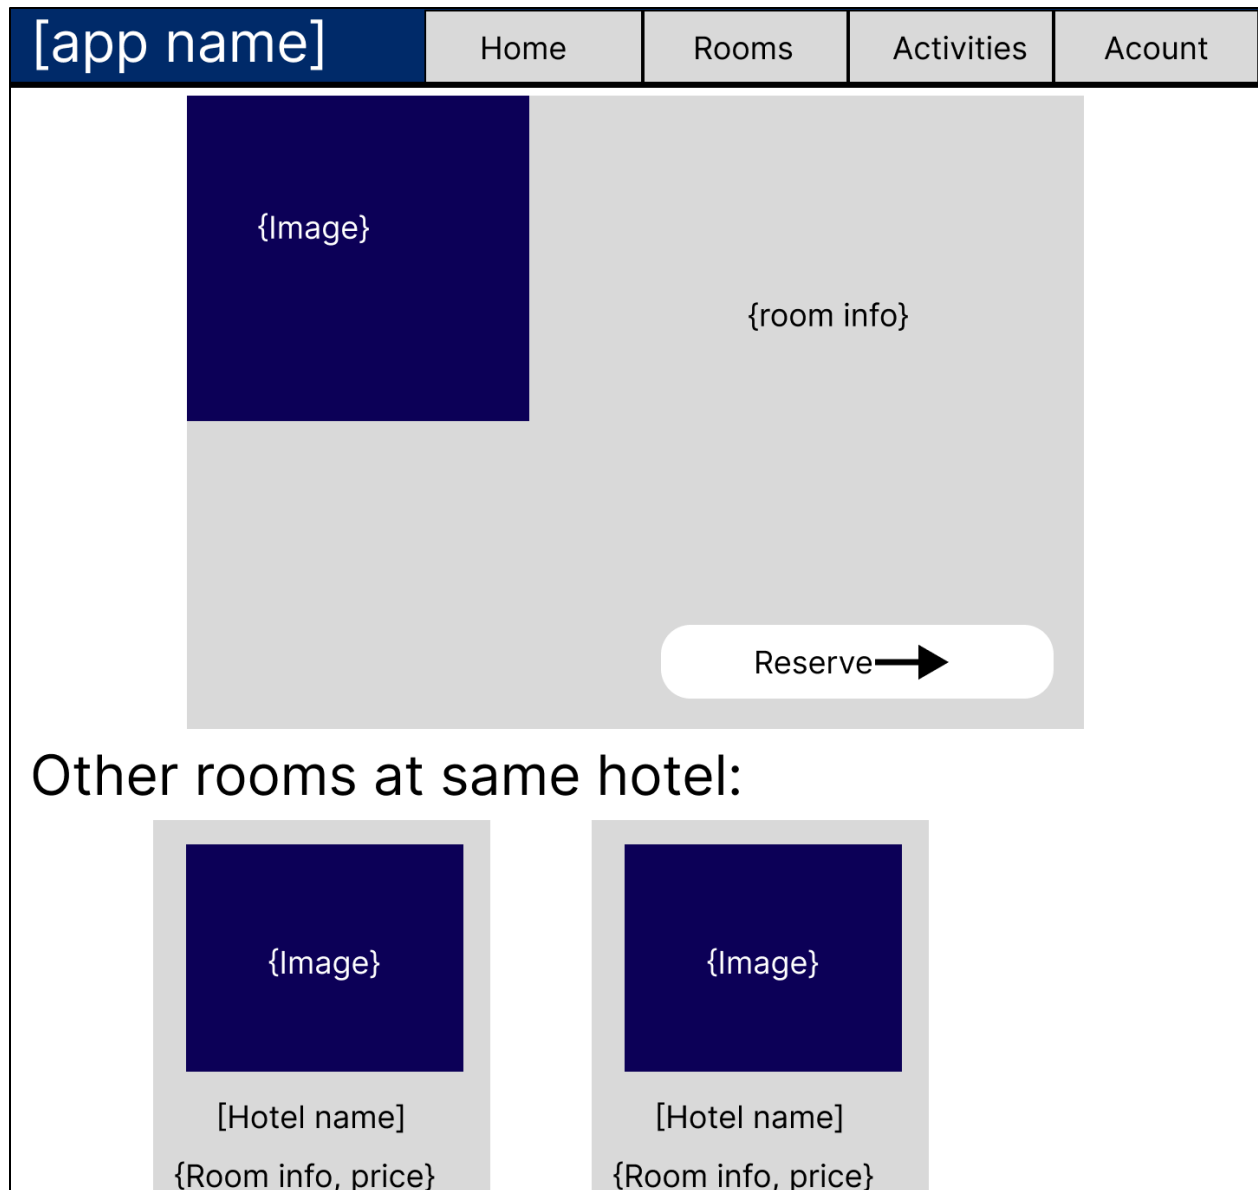 [app name]
Home
Rooms
Activities
Acount
{Image}
{room info}
Reserve
Other rooms at same hotel:
{Image}
{Image}
[Hotel name]
[Hotel name]
{Room info, price}
{Room info, price}